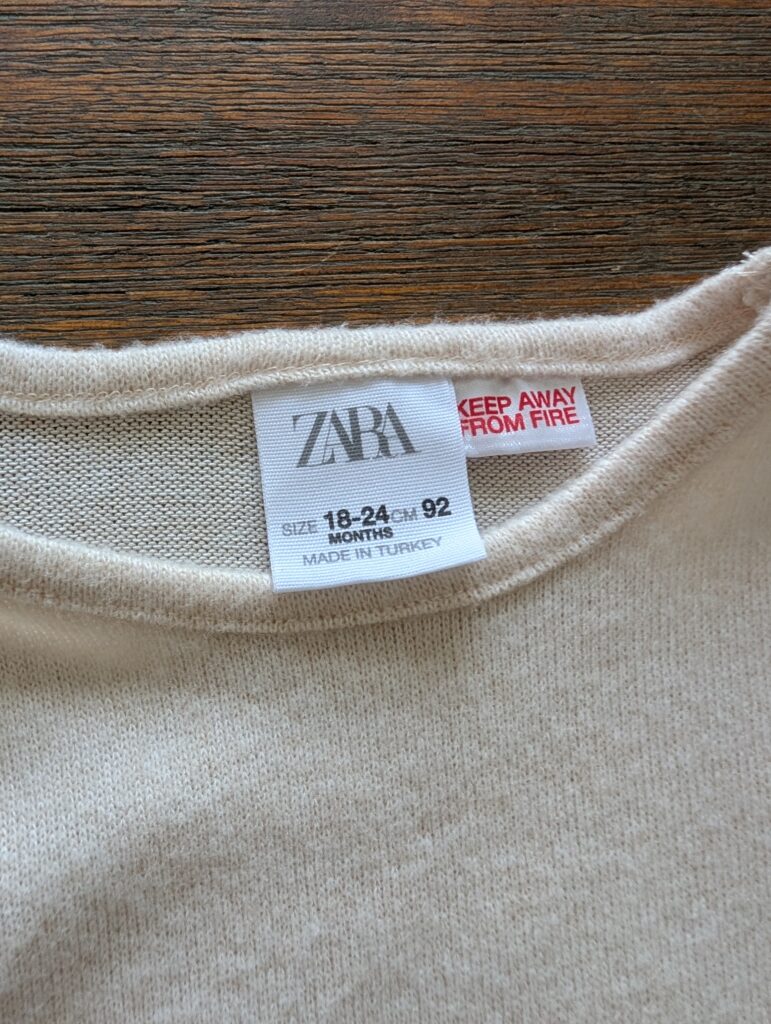 ZARA
SIZE 18-24 CM 92
MONTHS
MADE IN TURKEY
KEEP AWAY
FROM FIRE